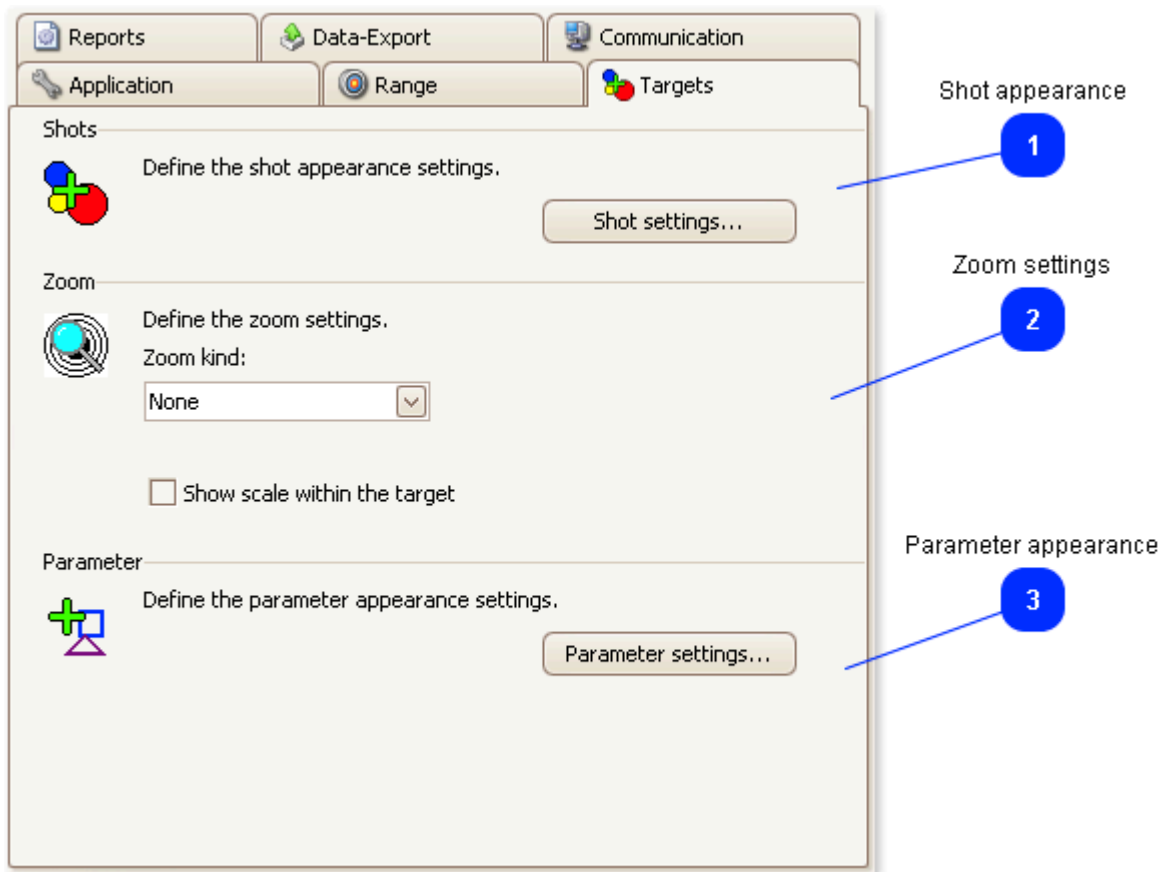 Reports Data-Export Communication
Application Range Targets
Shot appearance
1
Shots
Define the shot appearance settings.
Shot settings...
Zoom settings
2
Zoom
Define the zoom settings.
Zoom kind:
None
Show scale within the target
Parameter appearance
3
Parameter
Define the parameter appearance settings.
Parameter settings...